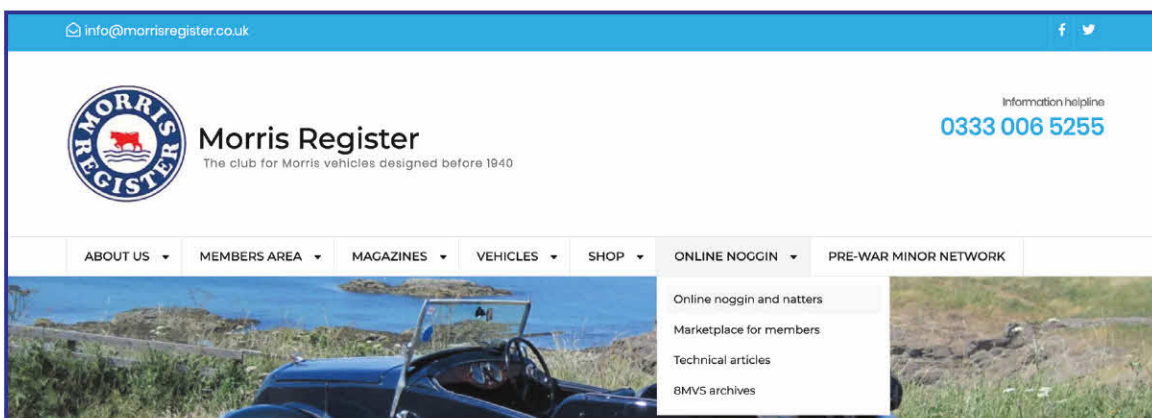 info@morrisregister.co.uk
MORRIS
REGISTER
Morris Register
The club for Morris vehicles designed before 1940
Information helpline
0333 006 5255
ABOUT US
MEMBERS AREA
MAGAZINES
VEHICLES
SHOP
ONLINE NOGGIN
PRE-WAR MINOR NETWORK
Online noggin and natters
Marketplace for members
Technical articles
8MVS archives